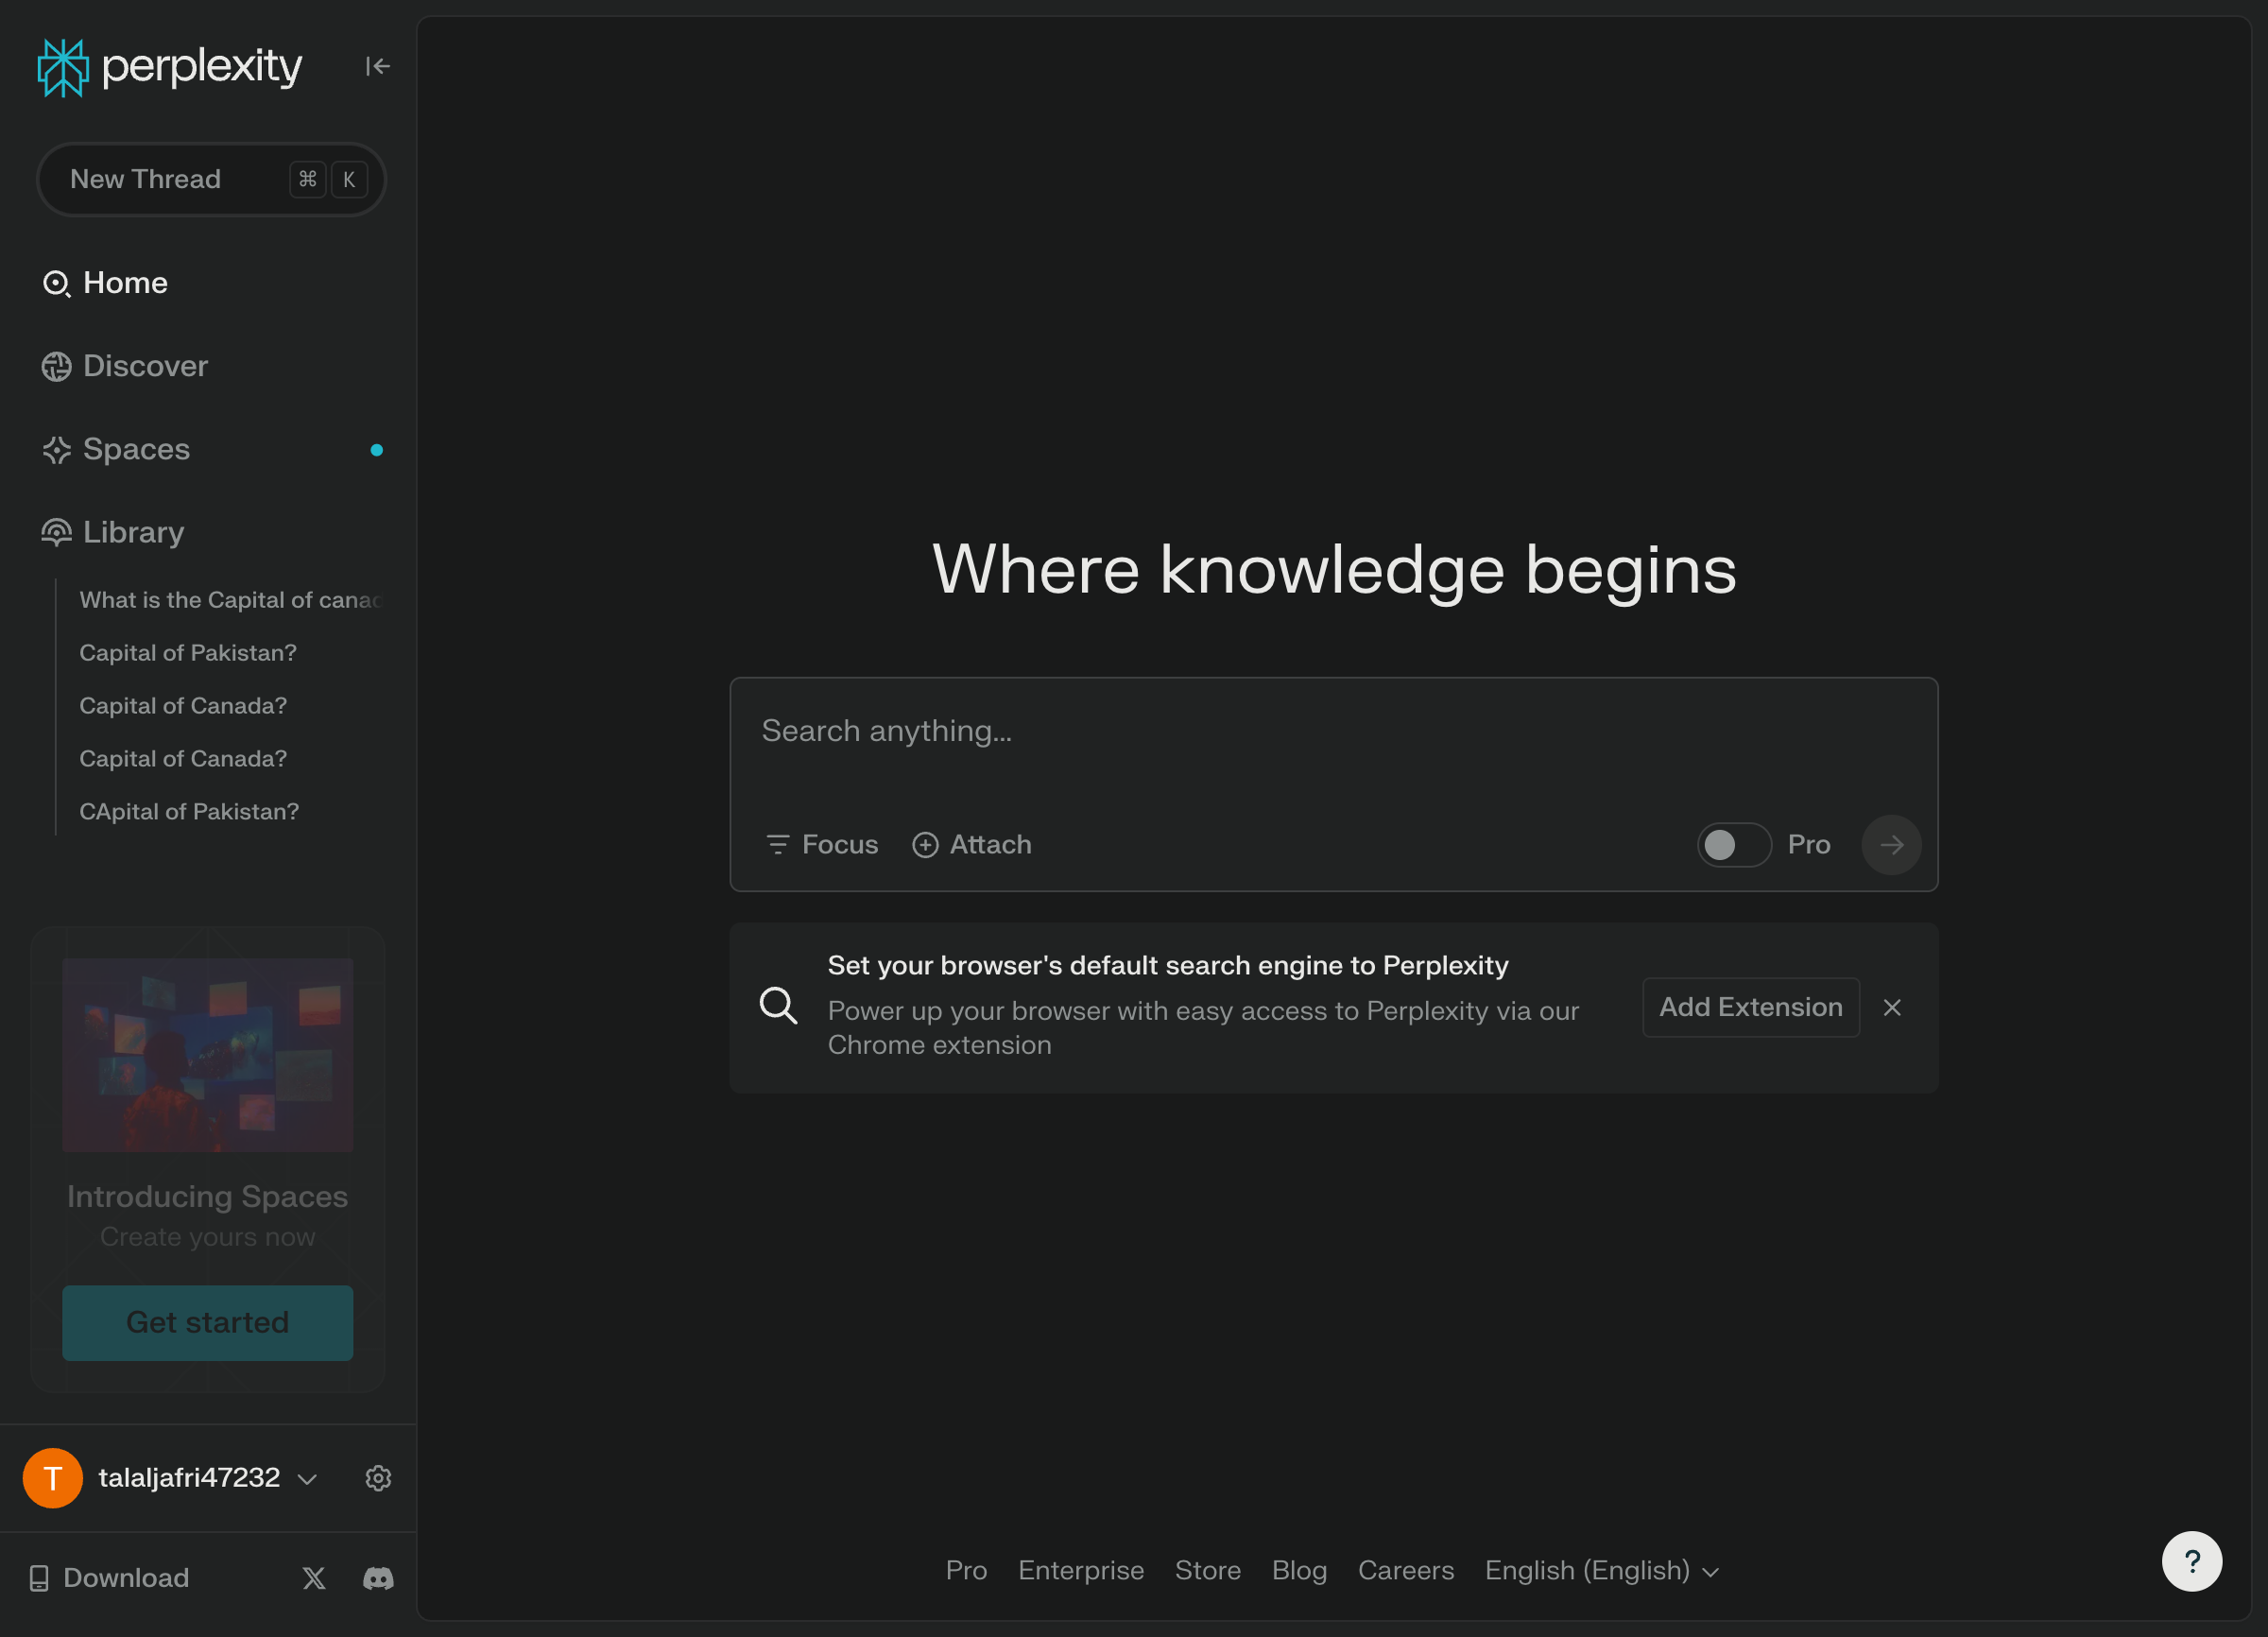 perplexity
New Thread ⌘ K
Home
Discover
Spaces
Library
What is the Capital of canad
Capital of Pakistan?
Capital of Canada?
Capital of Canada?
CApital of Pakistan?
Introducing Spaces
Create yours now
Get started
T talaljafri47232
Download
Where knowledge begins
Search anything...
Focus Attach Pro
Set your browser's default search engine to Perplexity
Power up your browser with easy access to Perplexity via our
Chrome extension
Add Extension
Pro Enterprise Store Blog Careers English (English)
?